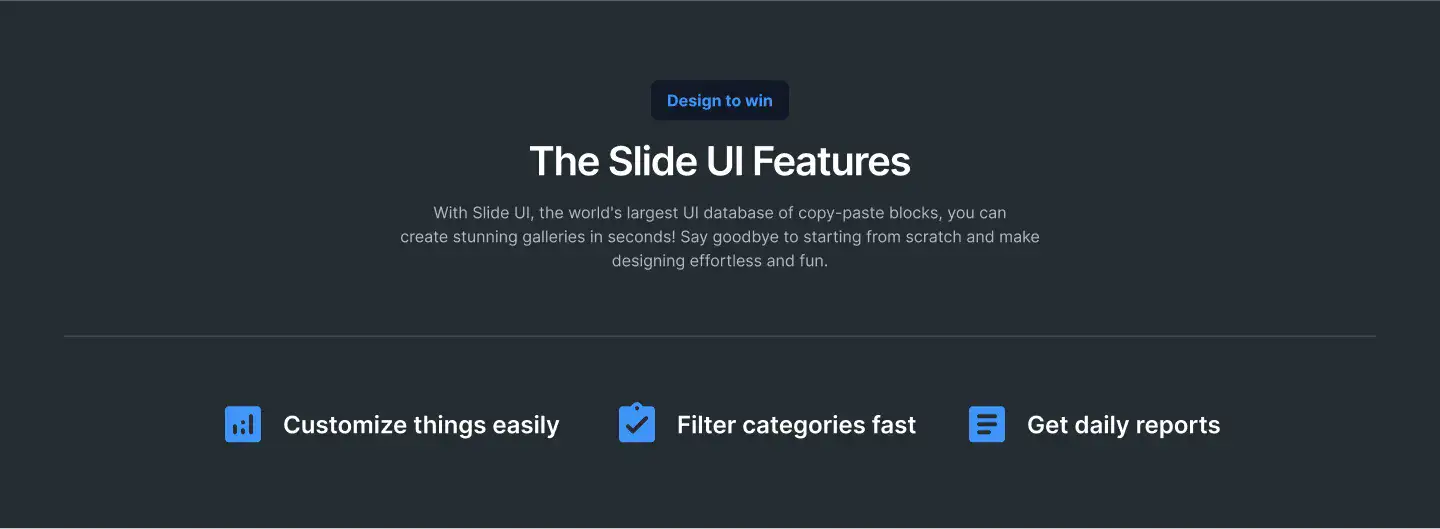 Design to win
The Slide UI Features
With Slide UI, the world's largest UI database of copy-paste blocks, you can
create stunning galleries in seconds! Say goodbye to starting from scratch and make
designing effortless and fun.
Customize things easily
Filter categories fast
Get daily reports